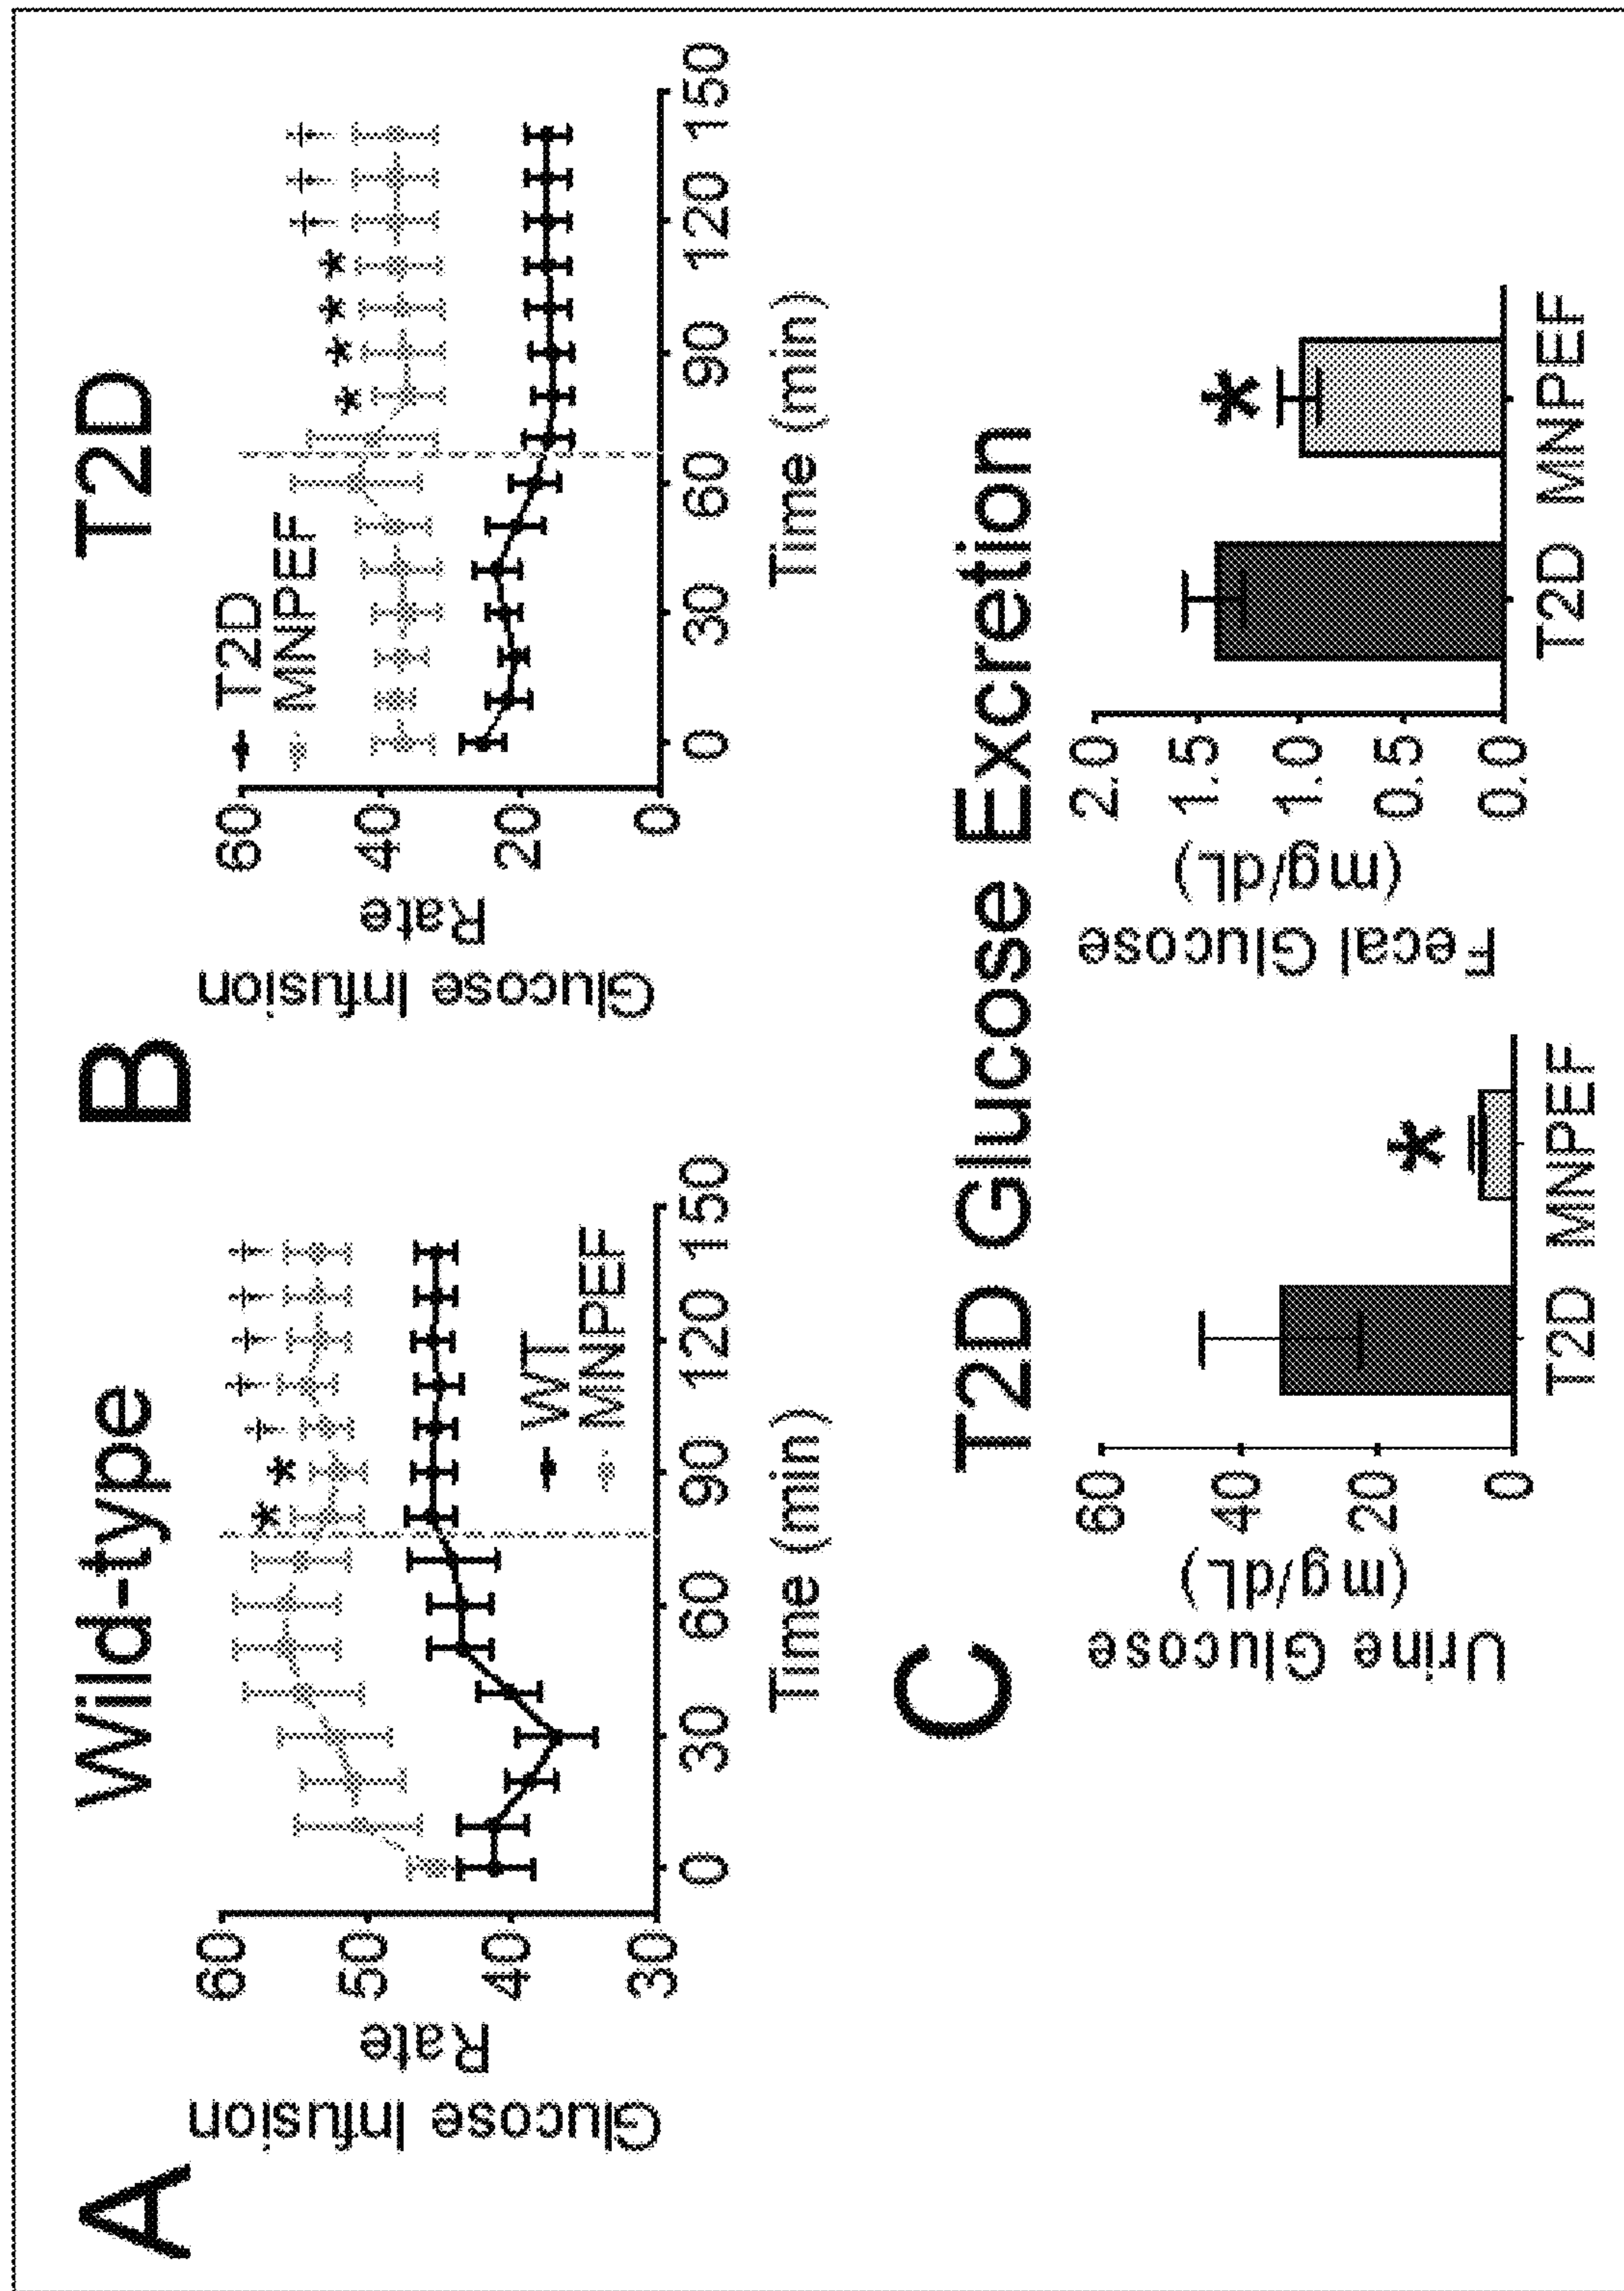 A
Wild-type
Glucose Infusion
Rate
60
50
40
30
* * † † † † †
WT
MNPEF
0 30 60 90 120 150
Time (min)
B
T2D
Glucose Infusion
Rate
60
40
20
0
T2D
MNPEF
* * * * † † †
0 30 60 90 120 150
Time (min)
C
T2D Glucose Excretion
Urine Glucose
(mg/dL)
60
40
20
0
*
T2D MNPEF
Fecal Glucose
(mg/dL)
2.0
1.5
1.0
0.5
0.0
*
T2D MNPEF